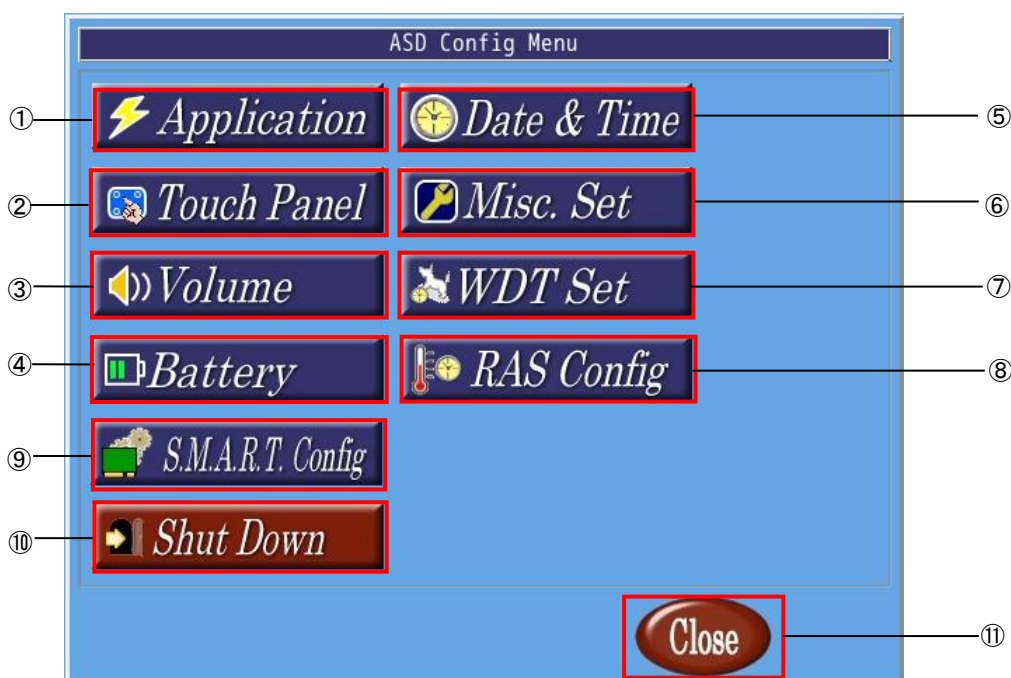 ASD Config Menu
① Application Date & Time ⑤
② Touch Panel Misc. Set ⑥
③ Volume WDT Set ⑦
④ Battery RAS Config ⑧
⑨ S.M.A.R.T. Config
⑩ Shut Down
Close ⑪